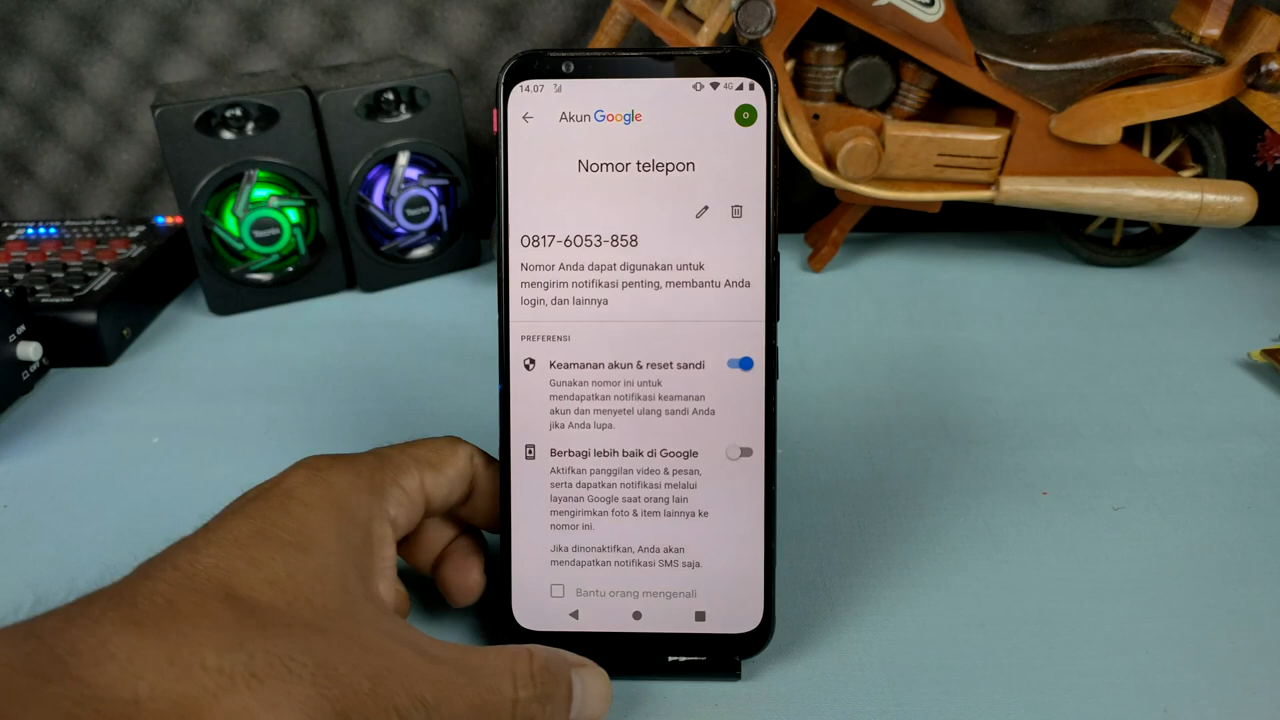 14.07
4G
Akun Google
O
Nomor telepon
0817-6053-858
Nomor Anda dapat digunakan untuk
mengirim notifikasi penting, membantu Anda
login, dan lainnya
PREFERENSI
Keamanan akun & reset sandi
Gunakan nomor ini untuk
mendapatkan notifikasi keamanan
akun dan menyetel ulang sandi Anda
jika Anda lupa.
Berbagi lebih baik di Google
Aktifkan panggilan video & pesan,
serta dapatkan notifikasi melalui
layanan Google saat orang lain
mengirimkan foto & item lainnya ke
nomor ini.
Jika dinonaktifkan, Anda akan
mendapatkan notifikasi SMS saja.
Bantu orang mengenali
ON